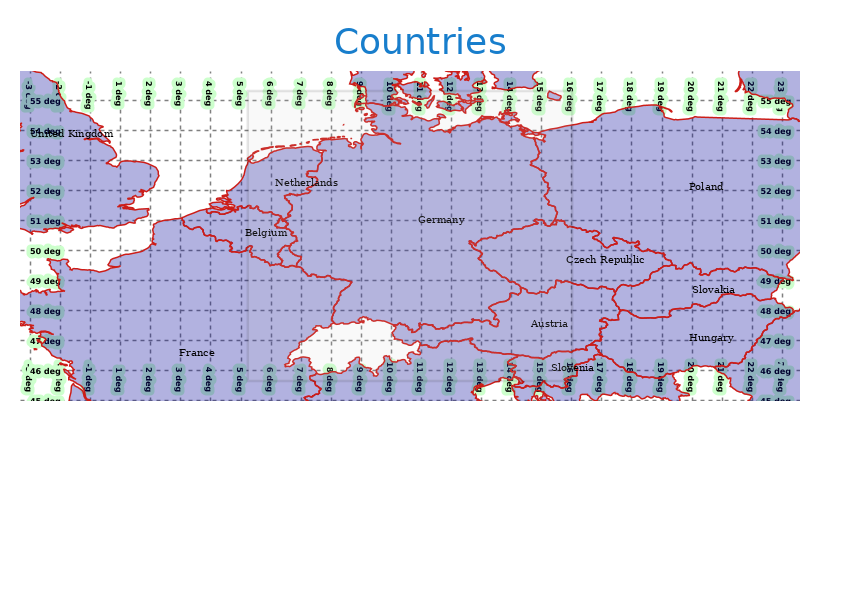 Countries
-3 deg -2 deg -1 deg 1 deg 2 deg 3 deg 4 deg 5 deg 6 deg 7 deg 8 deg 9 deg 10 deg 11 deg 12 deg 13 deg 14 deg 15 deg 16 deg 17 deg 18 deg 19 deg 20 deg 21 deg 22 deg 23
55 deg 55 deg
54 deg United Kingdom 54 deg
53 deg 53 deg
Netherlands
52 deg Poland 52 deg
51 deg Germany 51 deg
Belgium
50 deg 50 deg
Czech Republic
49 deg 49 deg
Slovakia
48 deg 48 deg
Austria
47 deg Hungary 47 deg
France
46 deg Slovenia 46 deg
-1 deg 1 deg 2 deg 3 deg 4 deg 5 deg 6 deg 7 deg 8 deg 9 deg 10 deg 11 deg 12 deg 13 deg 14 deg 15 deg 16 deg 17 deg 18 deg 19 deg 20 deg 21 deg 22 deg
45 deg 45 deg